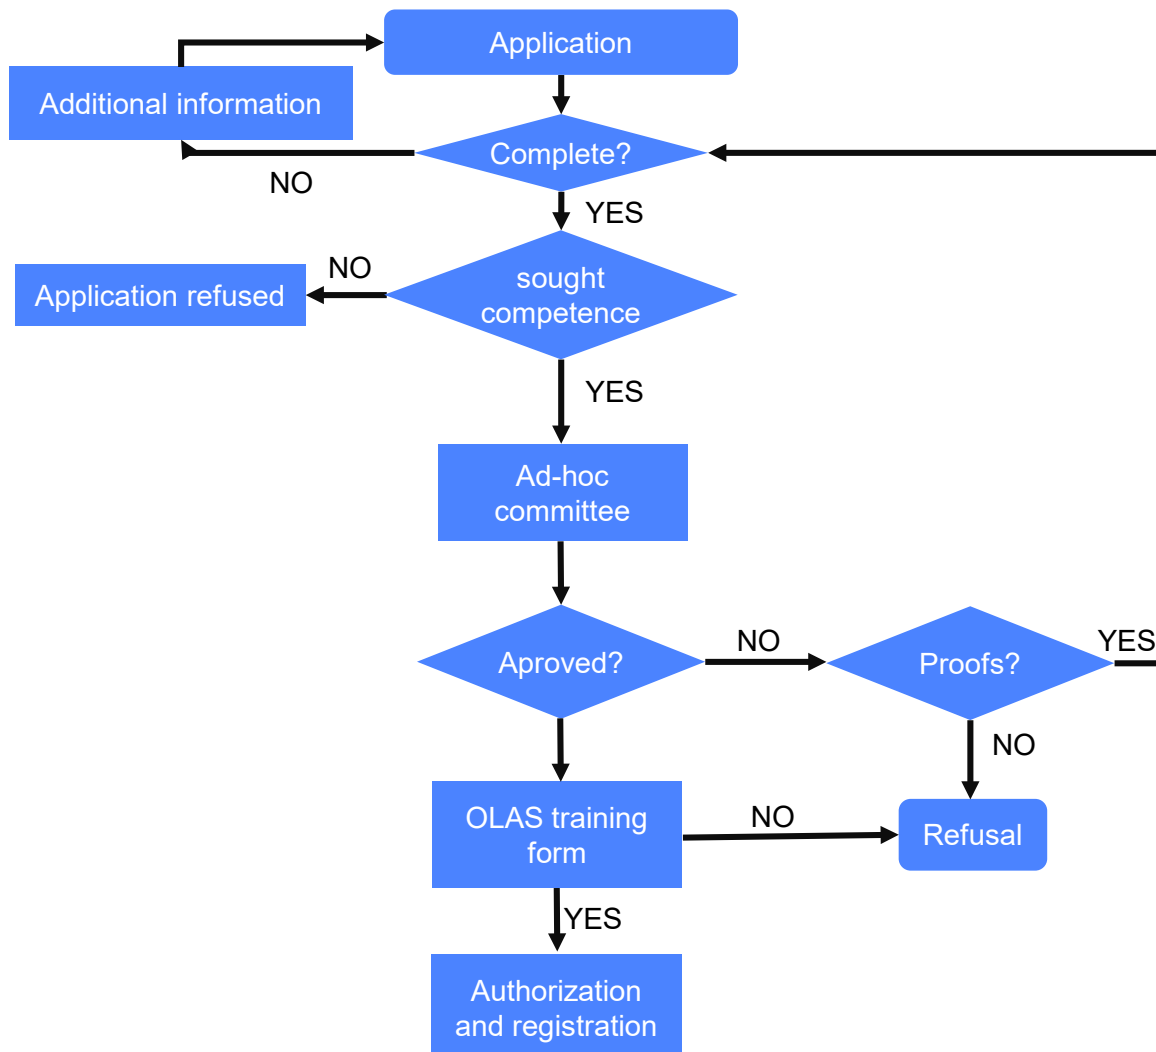 Application
Additional information
Complete?
NO
YES
sought
competence
NO
Application refused
YES
Ad-hoc
committee
Aproved?
NO
Proofs?
YES
NO
OLAS training
form
NO
Refusal
YES
Authorization
and registration